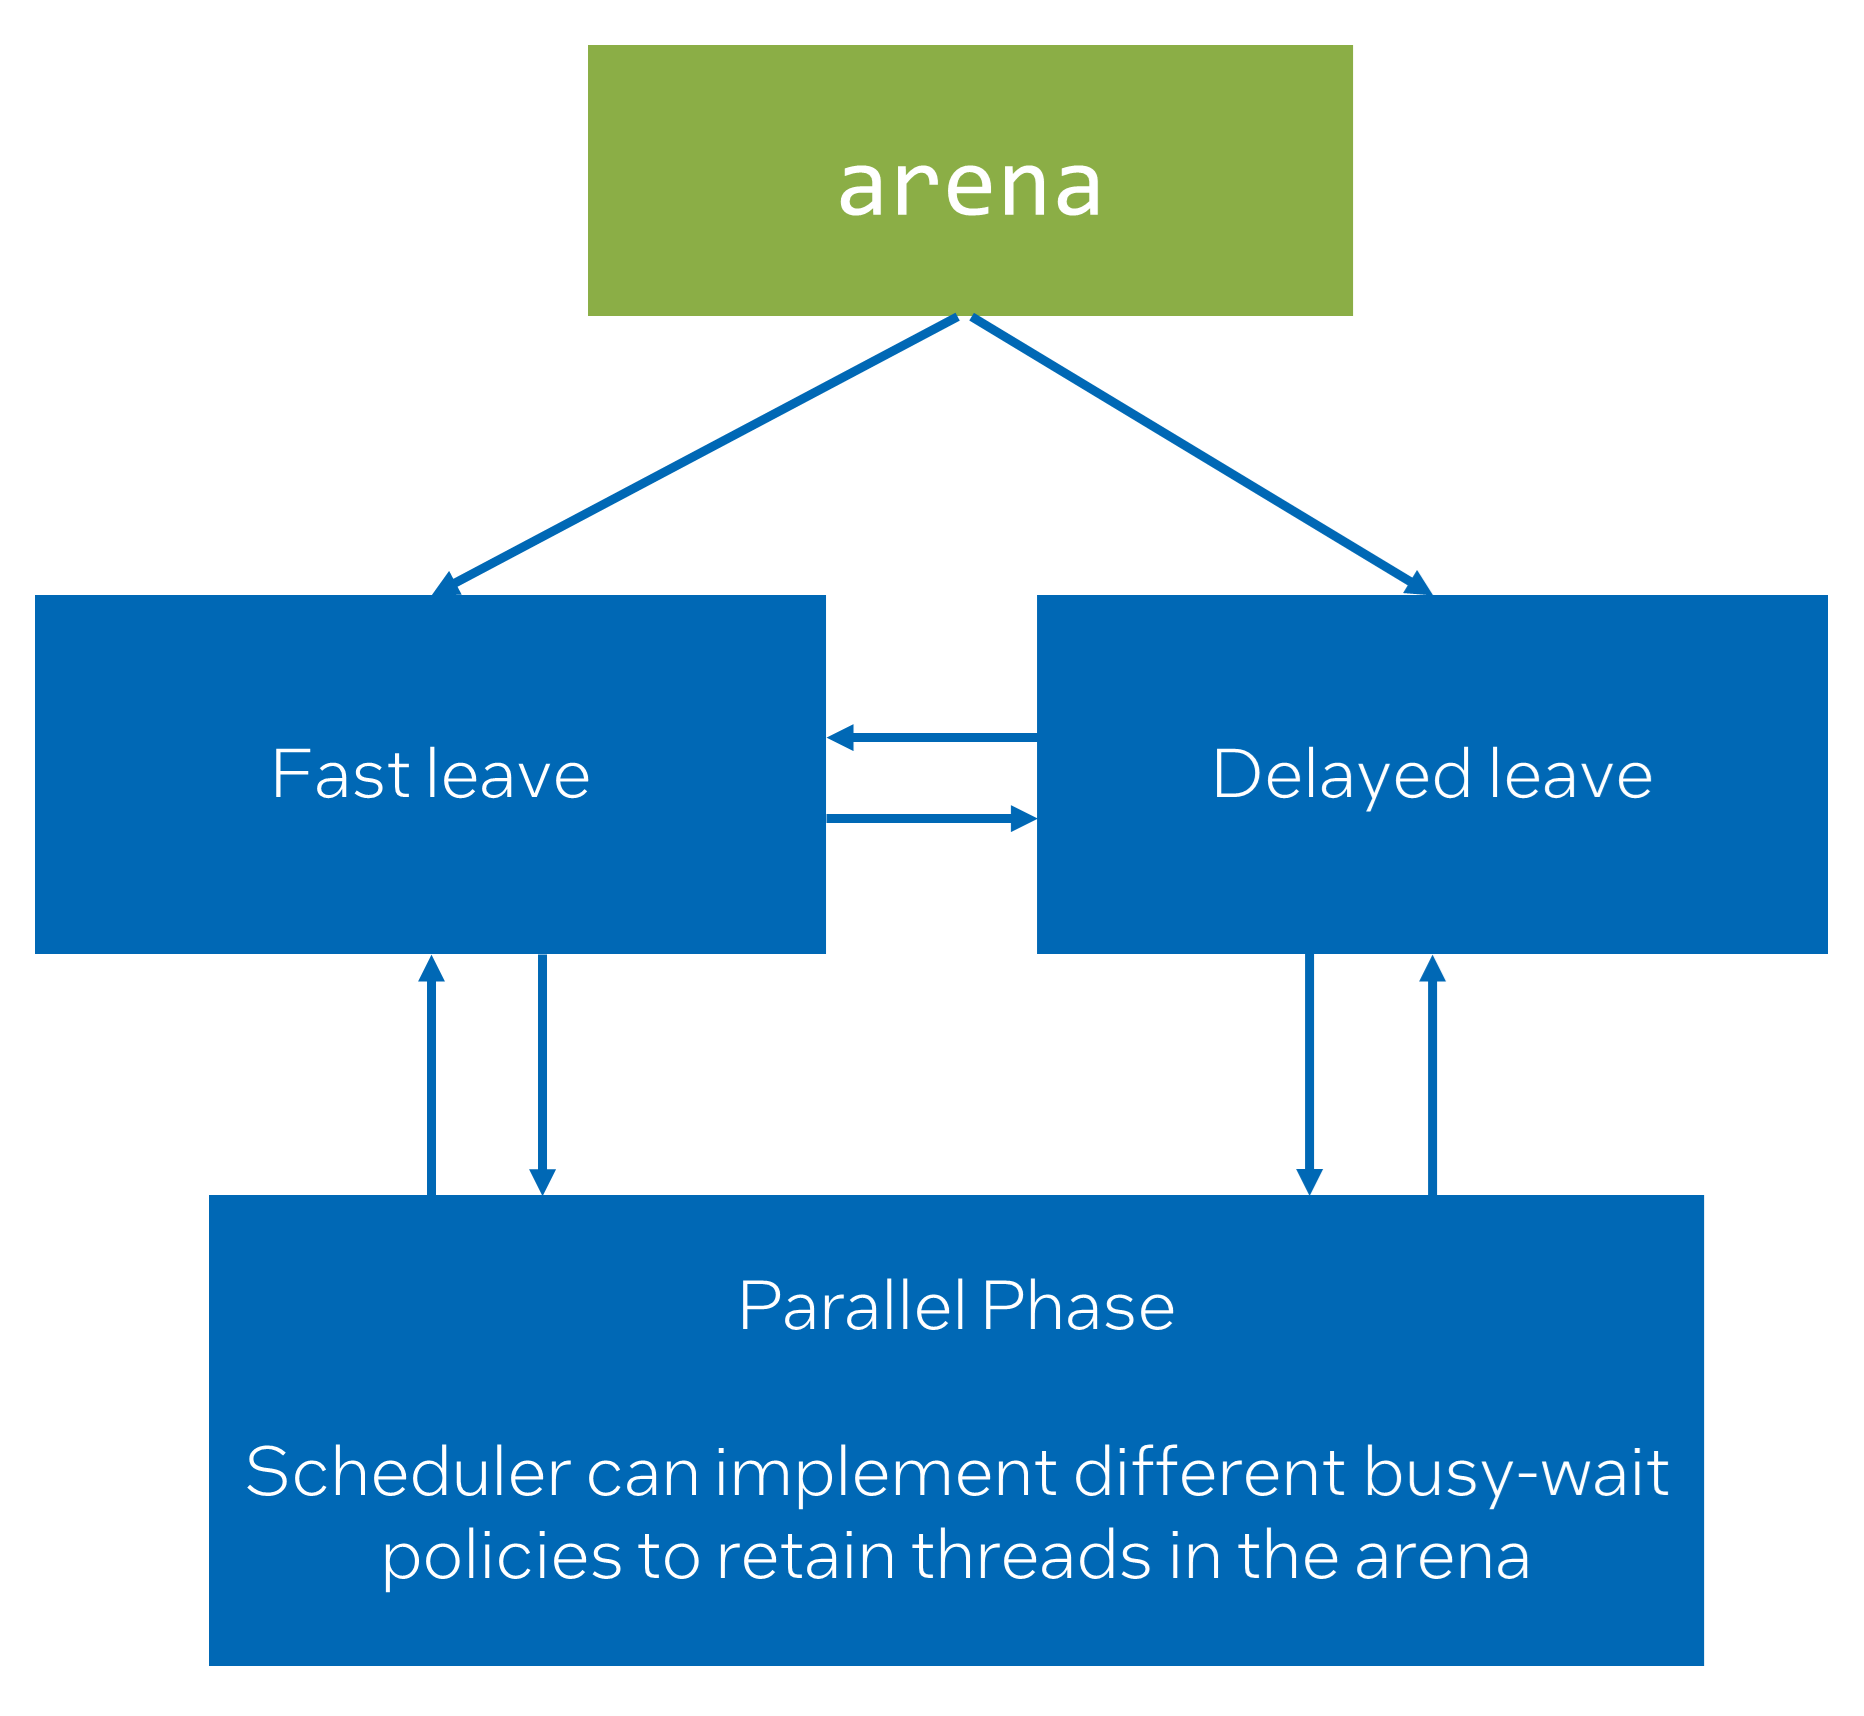 arena
Fast leave
Delayed leave
Parallel Phase
Scheduler can implement different busy-wait
policies to retain threads in the arena